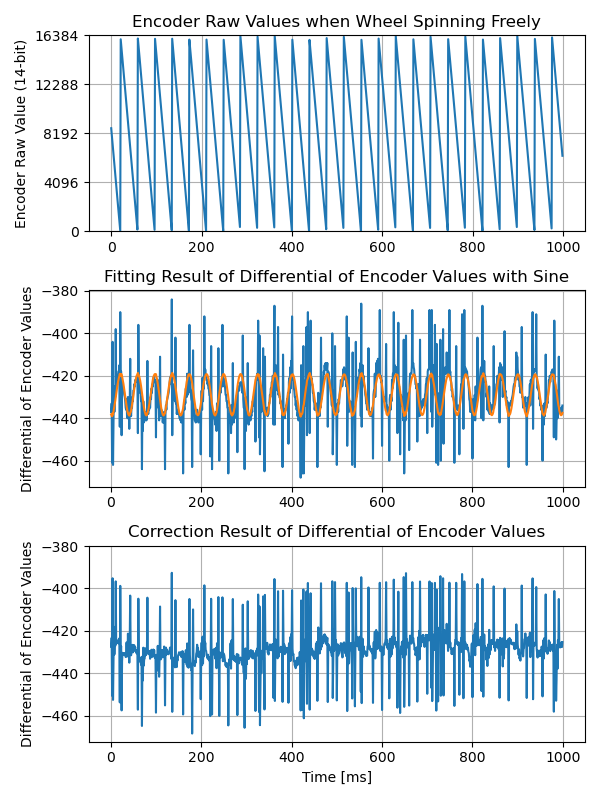 Encoder Raw Values when Wheel Spinning Freely
Encoder Raw Value (14-bit)
16384
12288
8192
4096
0
0 200 400 600 800 1000
Fitting Result of Differential of Encoder Values with Sine
Differential of Encoder Values
−380
−400
−420
−440
−460
0 200 400 600 800 1000
Correction Result of Differential of Encoder Values
Differential of Encoder Values
−380
−400
−420
−440
−460
0 200 400 600 800 1000
Time [ms]